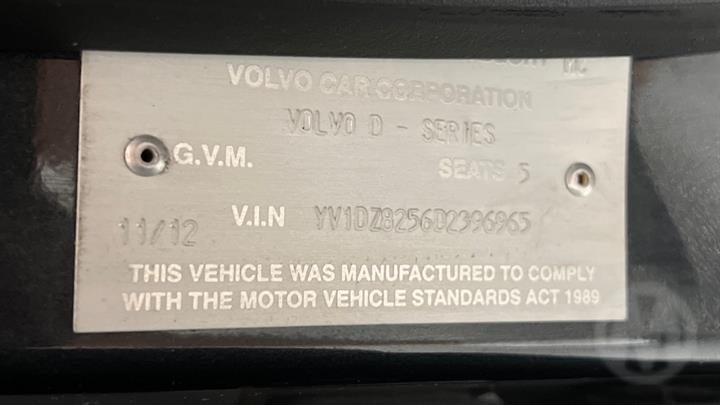 MC
VOLVO CAR CORPORATION
VOLVO D - SERIES
G.V.M. SEATS 5
11/12 V.I.N YV1DZ8256D2396965
THIS VEHICLE WAS MANUFACTURED TO COMPLY
WITH THE MOTOR VEHICLE STANDARDS ACT 1989